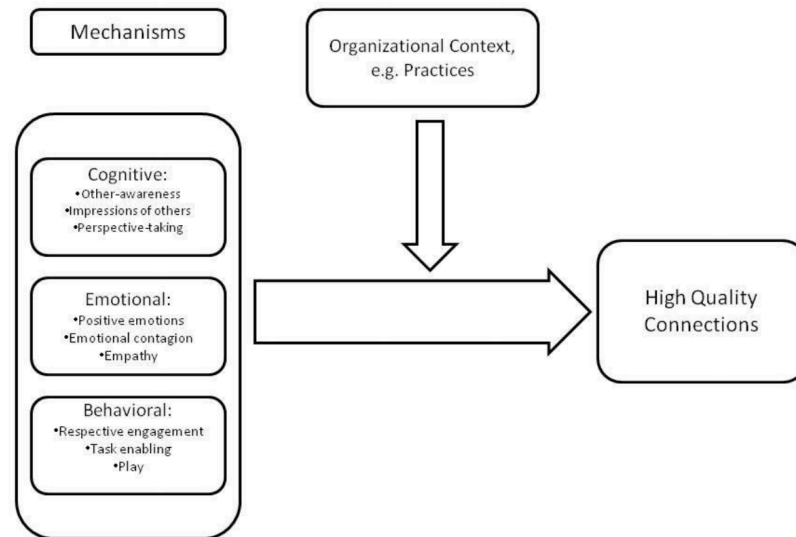 Mechanisms
Organizational Context,
e.g. Practices
Cognitive:
•Other-awareness
•Impressions of others
•Perspective-taking
Emotional:
•Positive emotions
•Emotional contagion
•Empathy
Behavioral:
•Respective engagement
•Task enabling
•Play
High Quality
Connections